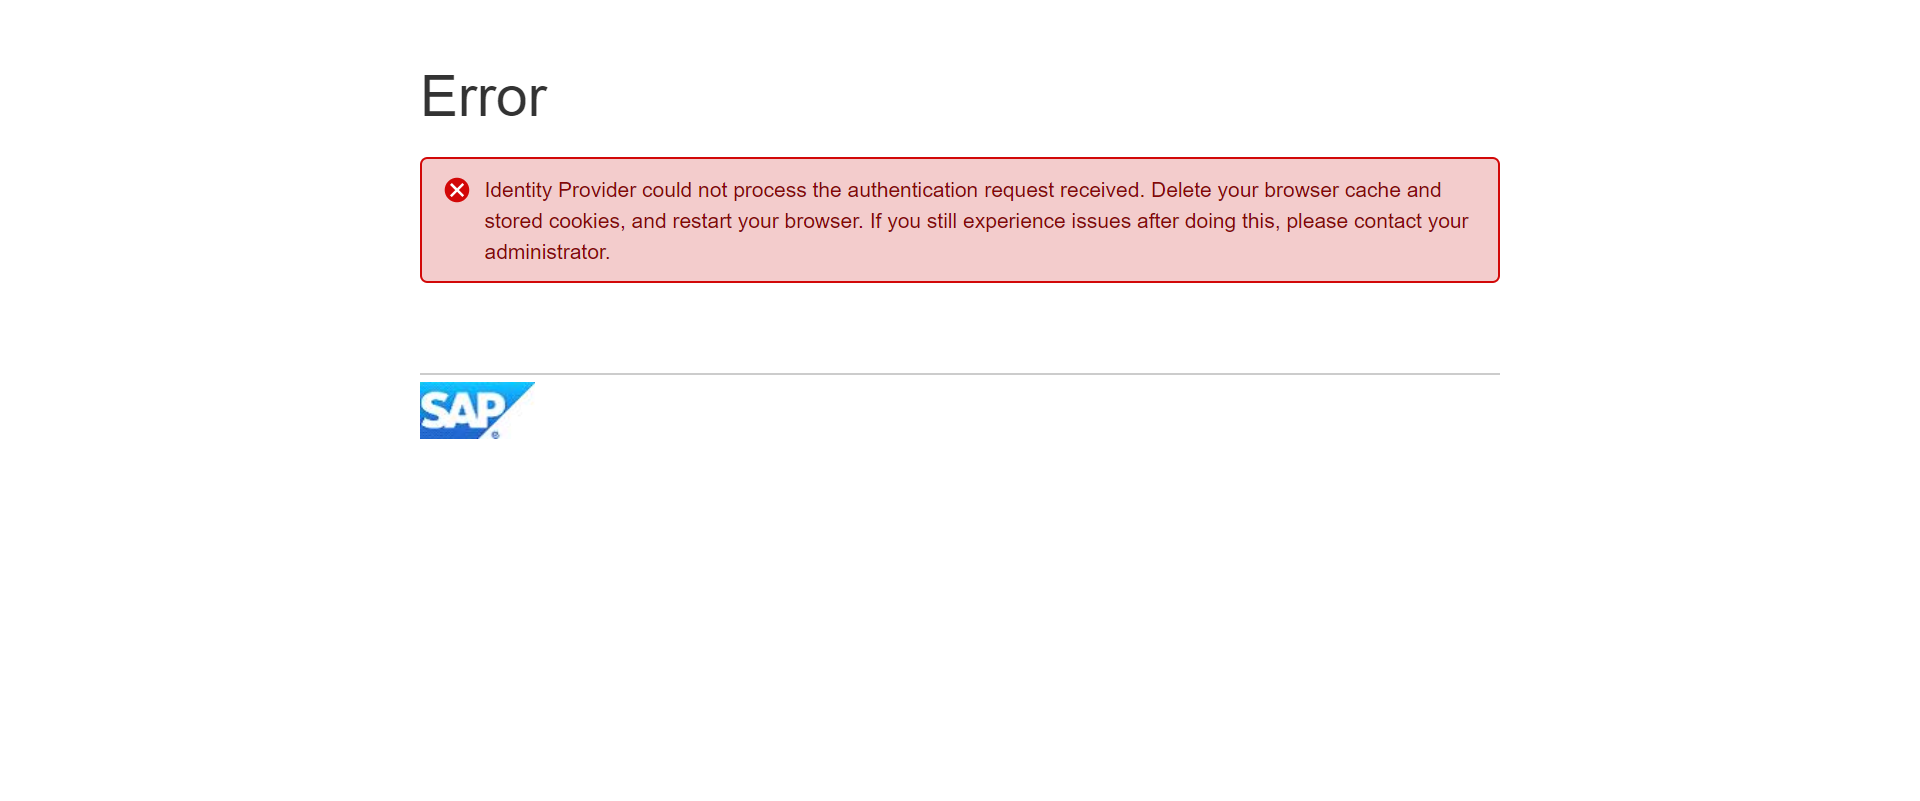 Error
Identity Provider could not process the authentication request received. Delete your browser cache and
stored cookies, and restart your browser. If you still experience issues after doing this, please contact your
administrator.
SAP